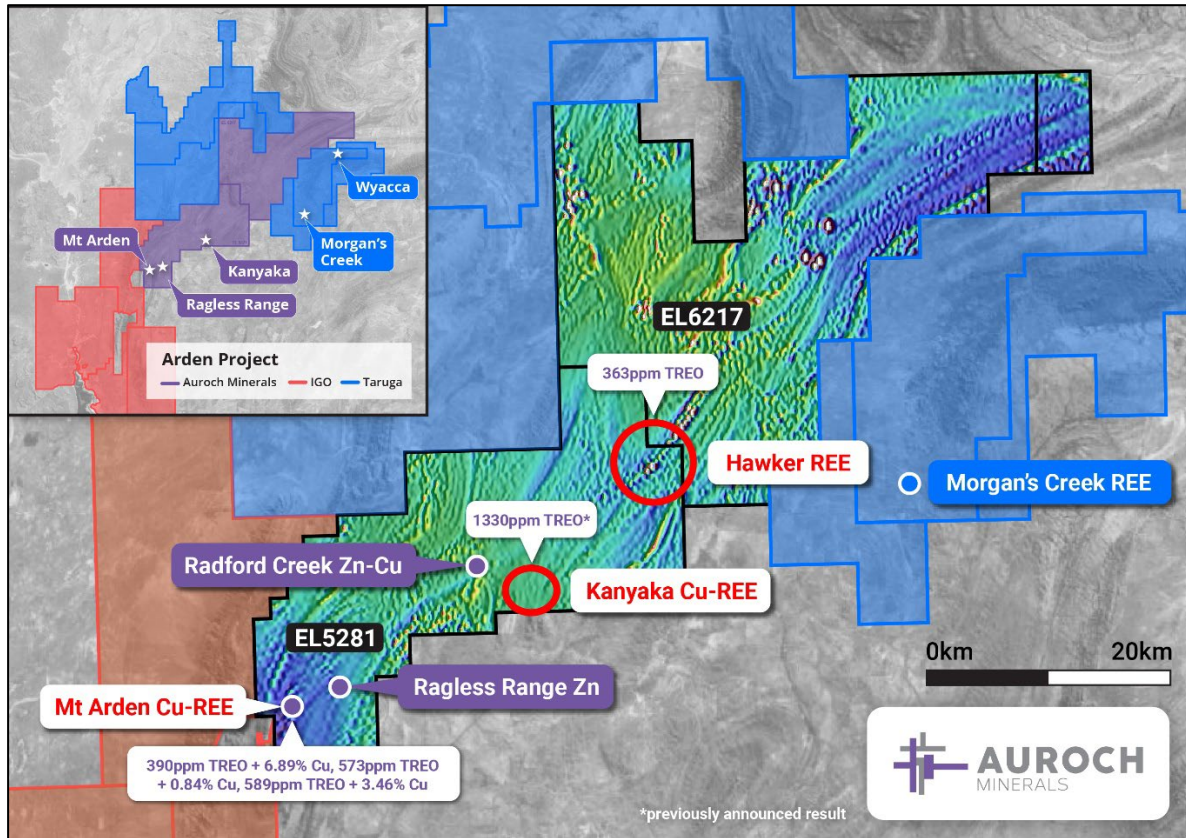 Wyacca
Mt Arden
Kanyaka
Morgan's
Creek
Ragless Range
Arden Project
Auroch Minerals
IGO
Taruga
EL6217
363ppm TREO
Hawker REE
Morgan's Creek REE
1330ppm TREO*
Radford Creek Zn-Cu
Kanyaka Cu-REE
EL5281
0km
20km
Ragless Range Zn
Mt Arden Cu-REE
390ppm TREO + 6.89% Cu, 573ppm TREO
+ 0.84% Cu, 589ppm TREO + 3.46% Cu
AUROCH
MINERALS
*previously announced result